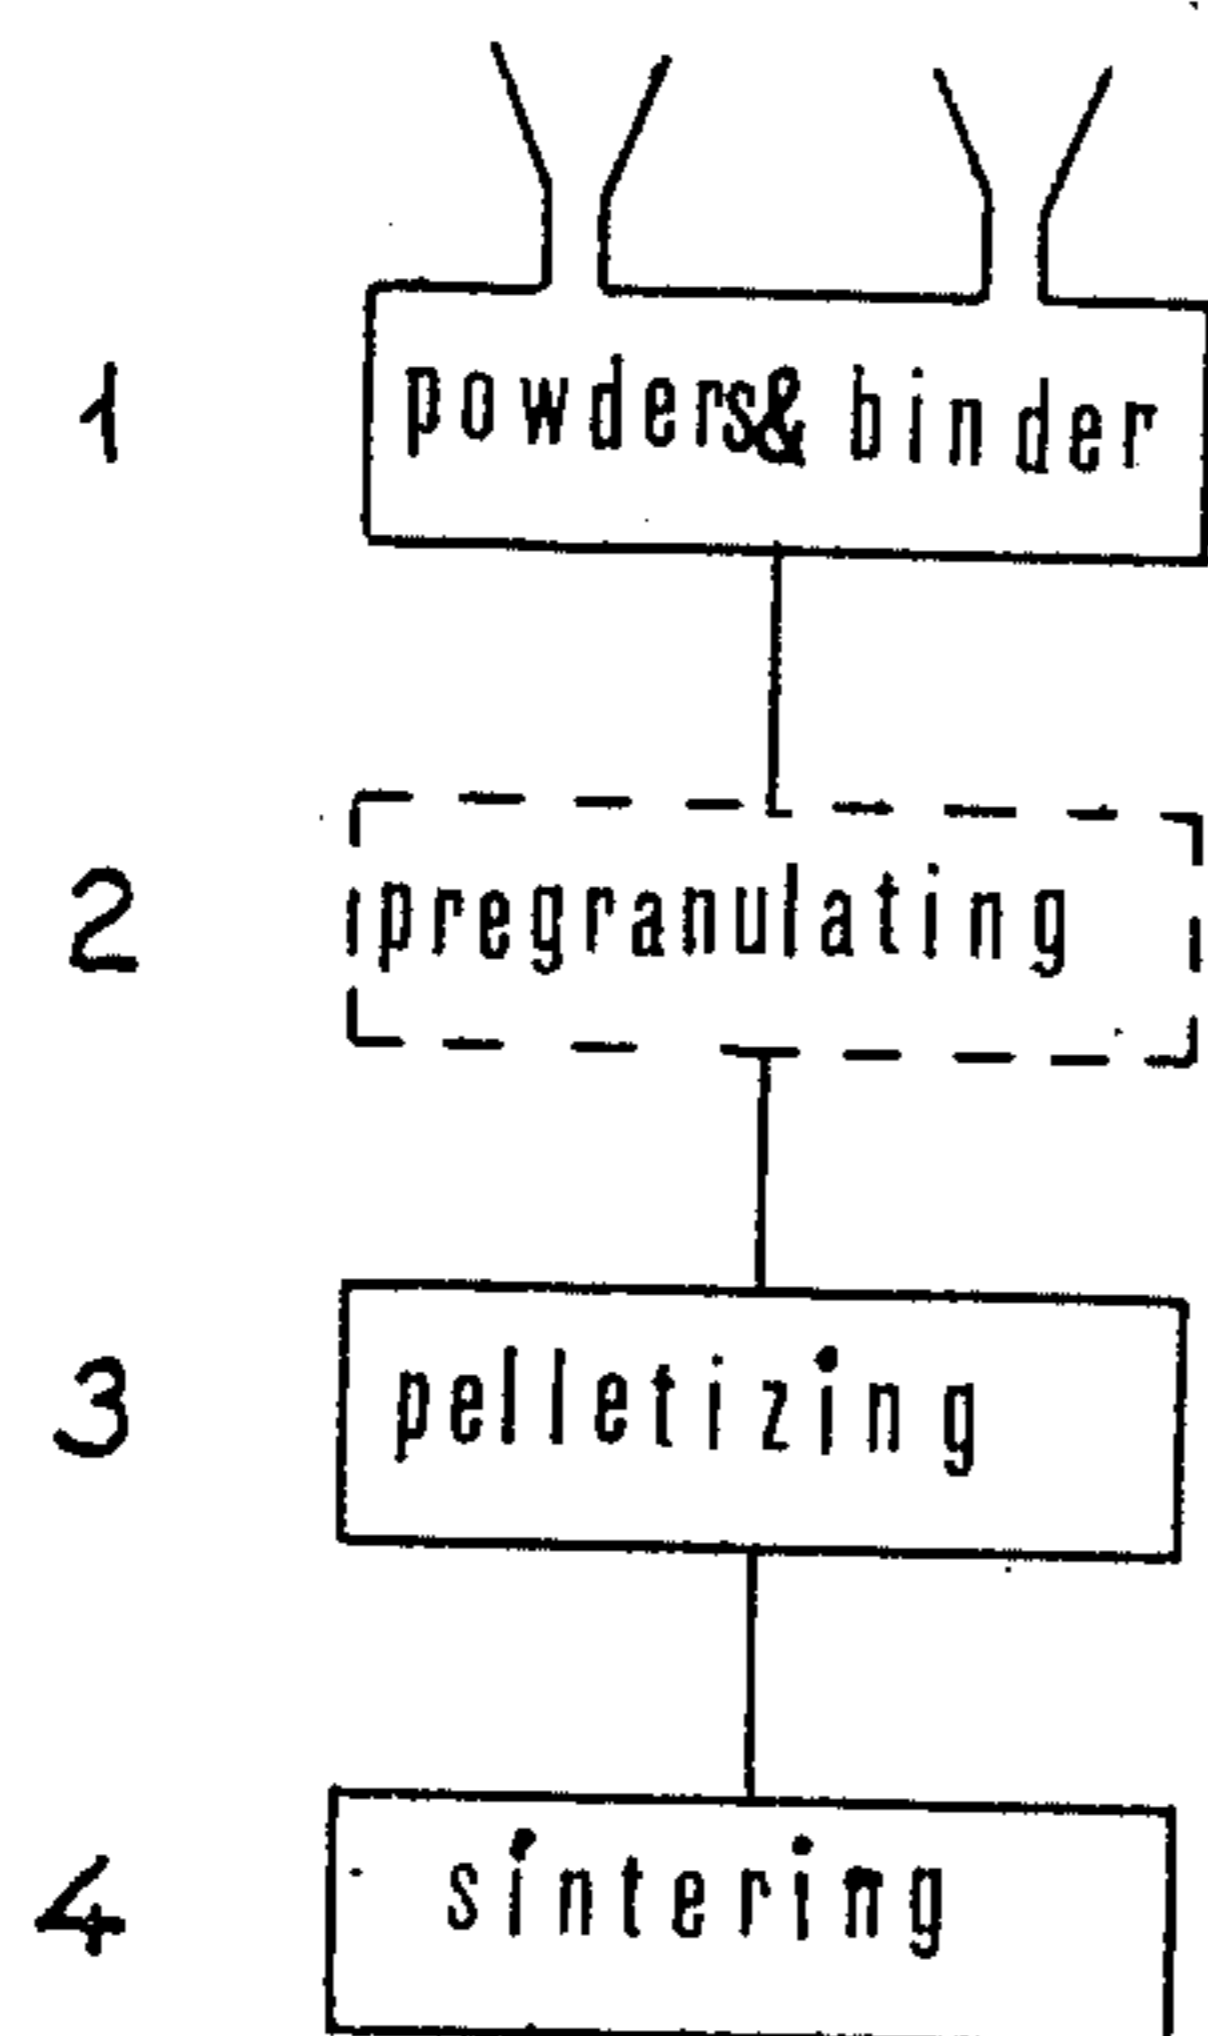 1 powders & binder
2 pregranulating
3 pelletizing
4 sintering